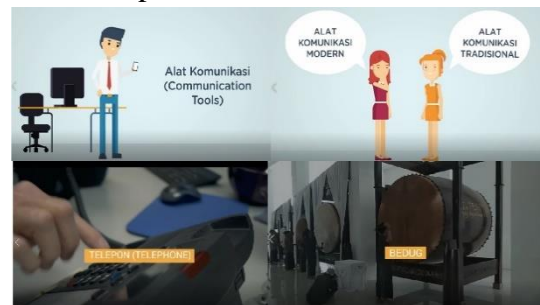 Alat Komunikasi
(Communication
Tools)
ALAT
KOMUNIKASI
MODERN
ALAT
KOMUNIKASI
TRADISIONAL
TELEPON (TELEPHONE)
BEDUG